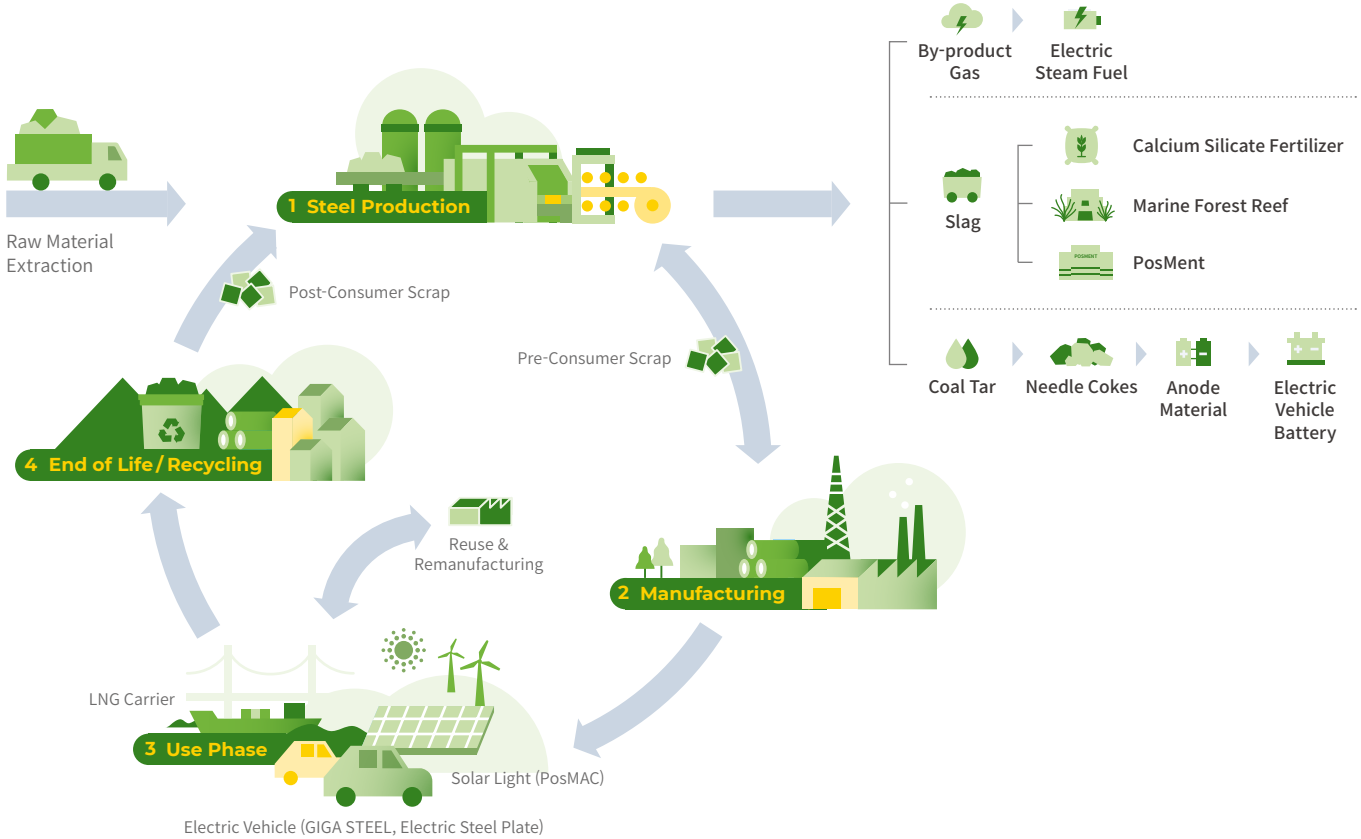 By-product
Gas
Electric
Steam Fuel
Calcium Silicate Fertilizer
Slag
Marine Forest Reef
POSMENT
PosMent
Coal Tar
Needle Cokes
Anode
Material
Electric
Vehicle
Battery
Raw Material
Extraction
1 Steel Production
Post-Consumer Scrap
Pre-Consumer Scrap
4 End of Life / Recycling
Reuse &
Remanufacturing
2 Manufacturing
LNG Carrier
3 Use Phase
Solar Light (PosMAC)
Electric Vehicle (GIGA STEEL, Electric Steel Plate)